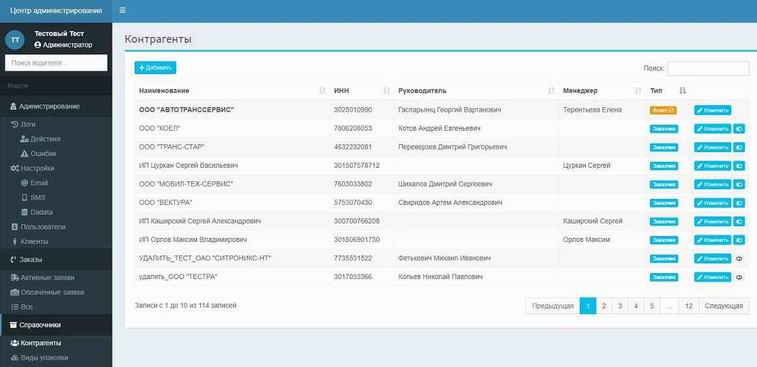 Центр администрирования
ТТ
Тестовый Тест
Администратор
Поиск водителя...
Модули
Администрирование
Логи
Действия
Ошибки
Настройки
Email
SMS
Dadata
Пользователи
Клиенты
Заказы
Активные заявки
Оплаченные заявки
Все
Справочники
Контрагенты
Виды упаковки
Контрагенты
+ Добавить
Поиск:
Наименование ИНН Руководитель Менеджер Тип
ООО "АВТОТРАНССЕРВИС" 3025010990 Гаспарьянц Георгий Вартанович Терентьева Елена Агент Изменить
ООО "КОЕЛ" 7806208053 Котов Андрей Евгеньевич Заказчик Изменить
ООО "ТРАНС-СТАР" 4632232081 Переверзев Дмитрий Григорьевич Заказчик Изменить
ИП Цуркан Сергей Васильевич 301507578712 Цуркан Сергей Заказчик Изменить
ООО "МОБИЛ-ТЕХ-СЕРВИС" 7603033802 Шихалов Дмитрий Сергеевич Заказчик Изменить
ООО "ВЕКТУРА" 5753070430 Свиридов Артем Александрович Заказчик Изменить
ИП Каширский Сергей Александрович 300700766208 Каширский Сергей Заказчик Изменить
ИП Орлов Максим Владимирович 301806901730 Орлов Максим Заказчик Изменить
УДАЛИТЬ_ТЕСТ_ОАО "СИТРОНИКС-НТ" 7735531522 Фетькевич Михаил Иванович Заказчик Изменить
удалить_ООО "ТЕСТРА" 3017053366 Копьев Николай Павлович Заказчик Изменить
Записи с 1 до 10 из 114 записей
Предыдущая 1 2 3 4 5 ... 12 Следующая